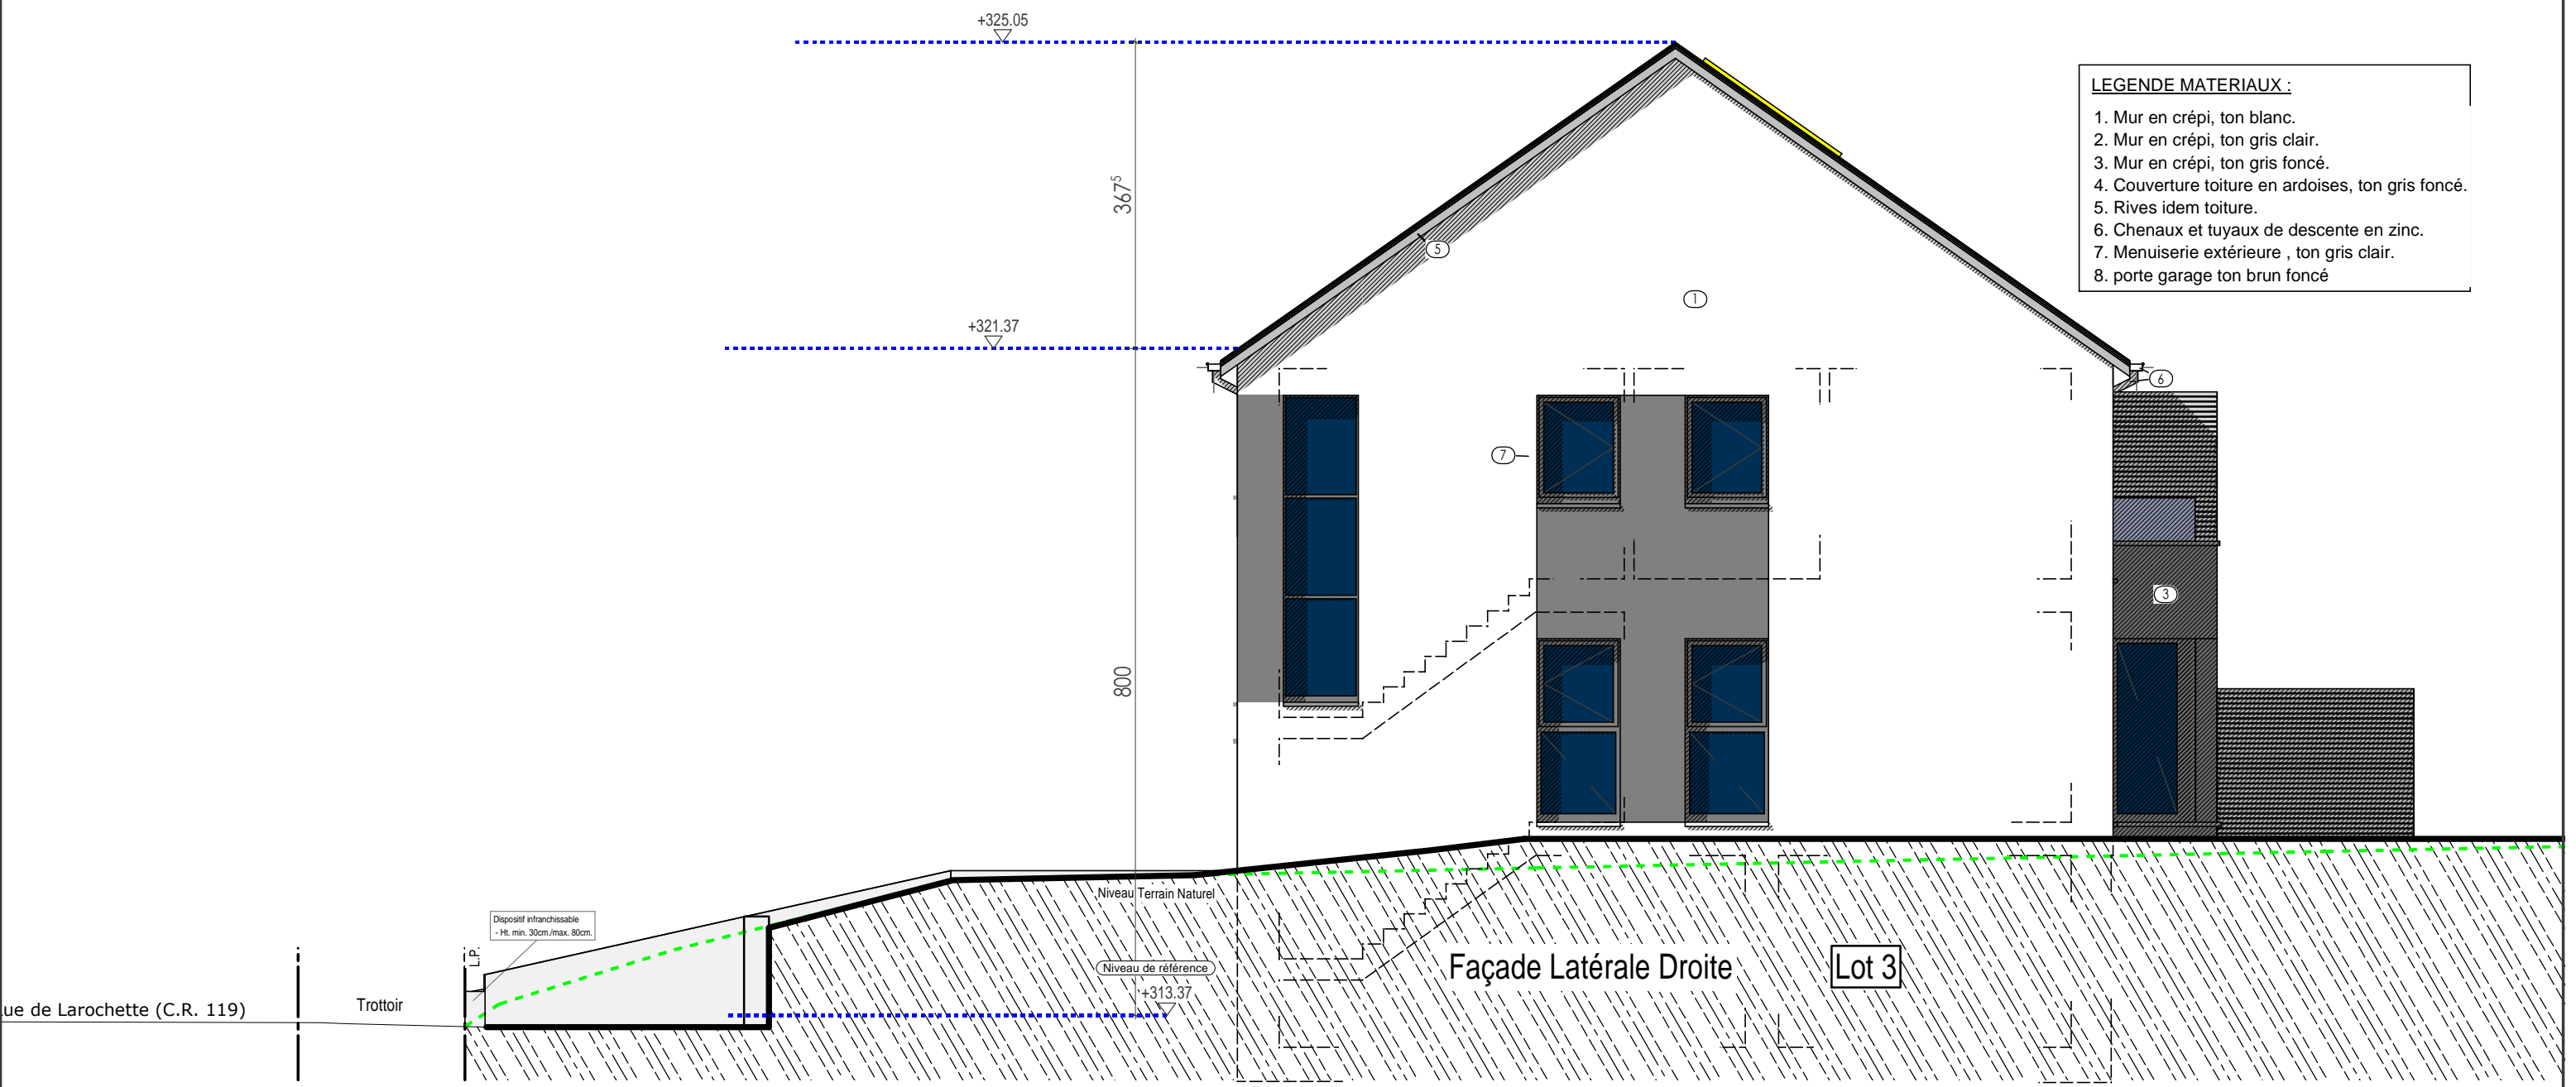 +325.05
LEGENDE MATERIAUX :
1. Mur en crépi, ton blanc.
2. Mur en crépi, ton gris clair.
3. Mur en crépi, ton gris foncé.
4. Couverture toiture en ardoises, ton gris foncé.
5. Rives idem toiture.
6. Chenaux et tuyaux de descente en zinc.
7. Menuiserie extérieure , ton gris clair.
8. porte garage ton brun foncé
367⁵
5
1
+321.37
6
7
3
800
Niveau Terrain Naturel
Dispositif infranchissable
- Ht. min. 30cm./max. 80cm.
L.P.
Niveau de référence
+313.37
Façade Latérale Droite
Lot 3
Trottoir
ue de Larochette (C.R. 119)